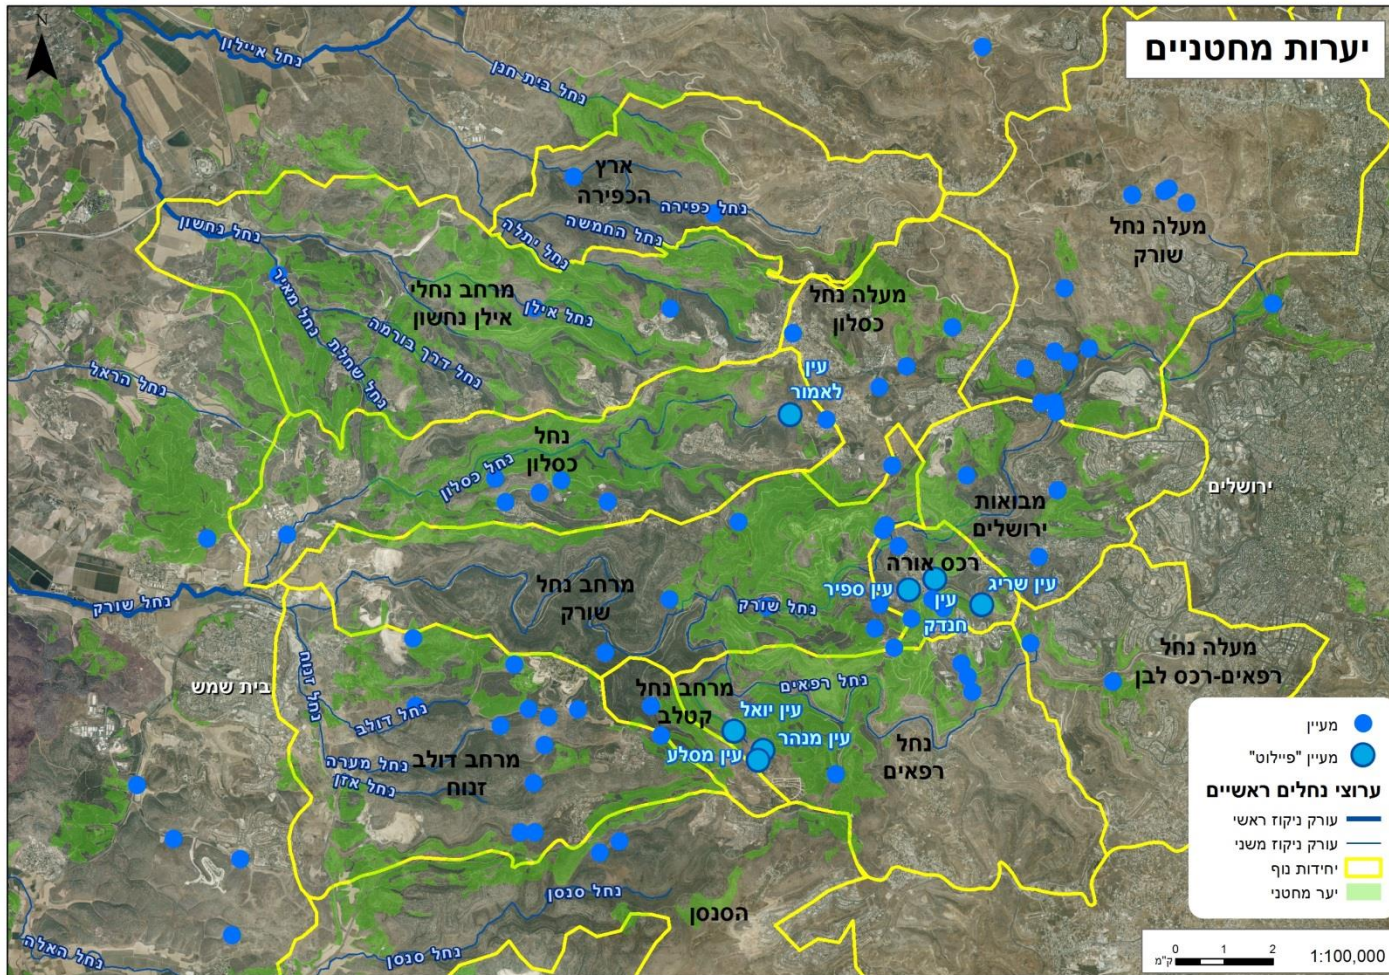 יערות מחטניים
N
נחל איילון
נחל בית חנן
ארץ
הכפירה
נחל כפירה
נחל החמשה
נחל יתלה
נחל נחשון
מעלה נחל
שורק
מרחב נחלי
אילן נחשון
נחל אילן
מעלה נחל
כסלון
נחל מאיר
נחל דרך בורמה
נחל שחלת
נחל הראל
עין
לאמור
נחל
כסלון
נחל כסלון
מבואות
ירושלים
ירושלים
רכס אורה
עין שריג
עין ספיר
עין
חנדק
מרחב נחל
שורק
נחל שורק
נחל שורק
מעלה נחל
רפאים-רכס לבן
בית שמש
נחל זנוח
נחל דולב
מרחב נחל
קטלב
נחל רפאים
עין יואל
עין מנהר
עין מסלע
נחל
רפאים
מרחב דולב
זנוח
נחל מערה
נחל אזן
נחל סנסן
הסנסן
נחל סנסן
נחל האלה
מעיין
מעיין "פיילוט"
ערוצי נחלים ראשיים
עורק ניקוז ראשי
עורק ניקוז משני
יחידות נוף
יער מחטני
0 1 2
ק"מ
1:100,000